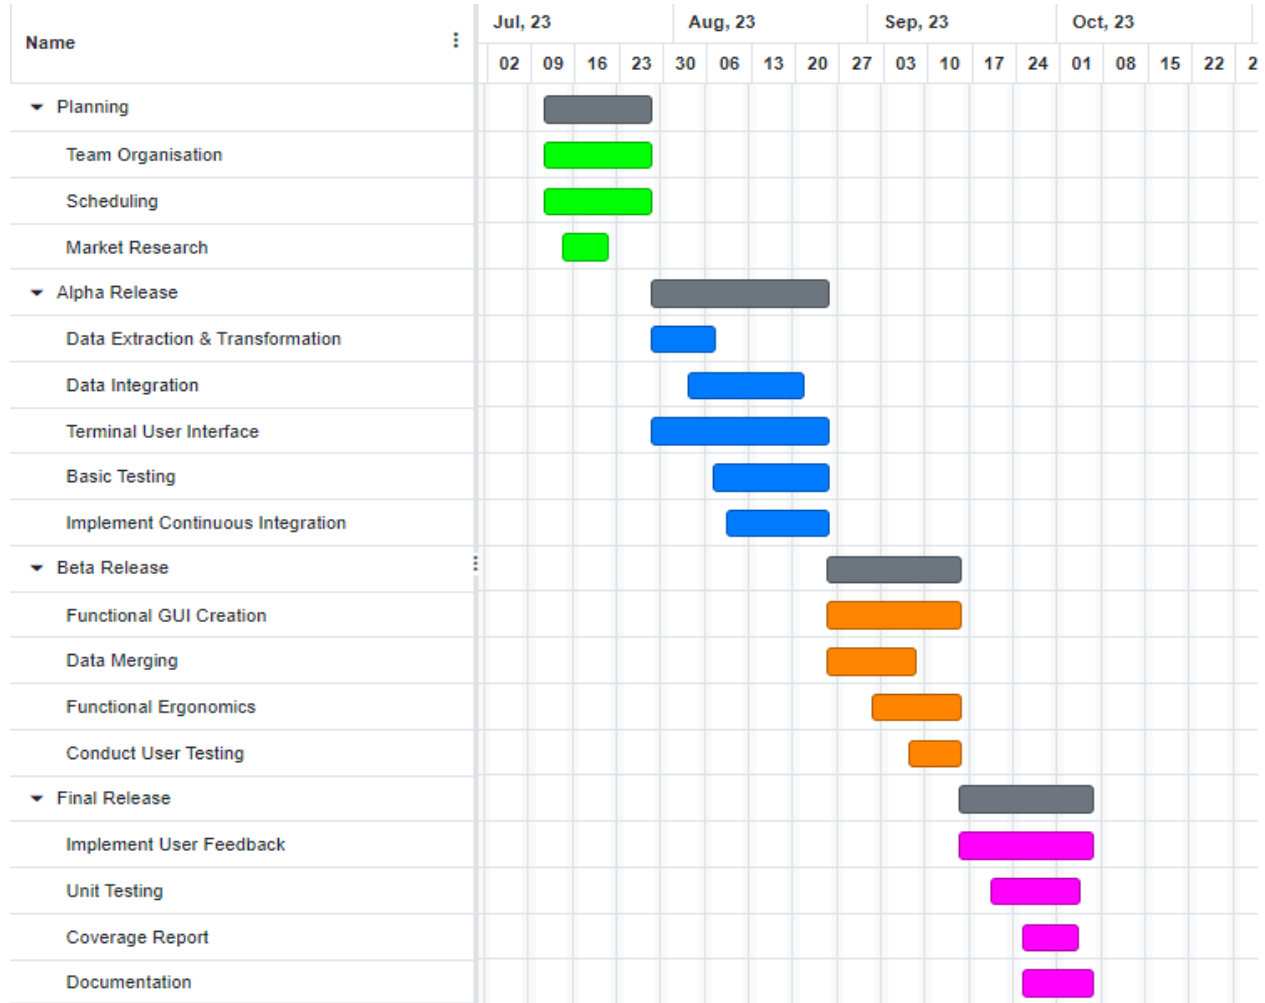 Name
Jul, 23 Aug, 23 Sep, 23 Oct, 23
02 09 16 23 30 06 13 20 27 03 10 17 24 01 08 15 22 2
Planning
Team Organisation
Scheduling
Market Research
Alpha Release
Data Extraction & Transformation
Data Integration
Terminal User Interface
Basic Testing
Implement Continuous Integration
Beta Release
Functional GUI Creation
Data Merging
Functional Ergonomics
Conduct User Testing
Final Release
Implement User Feedback
Unit Testing
Coverage Report
Documentation